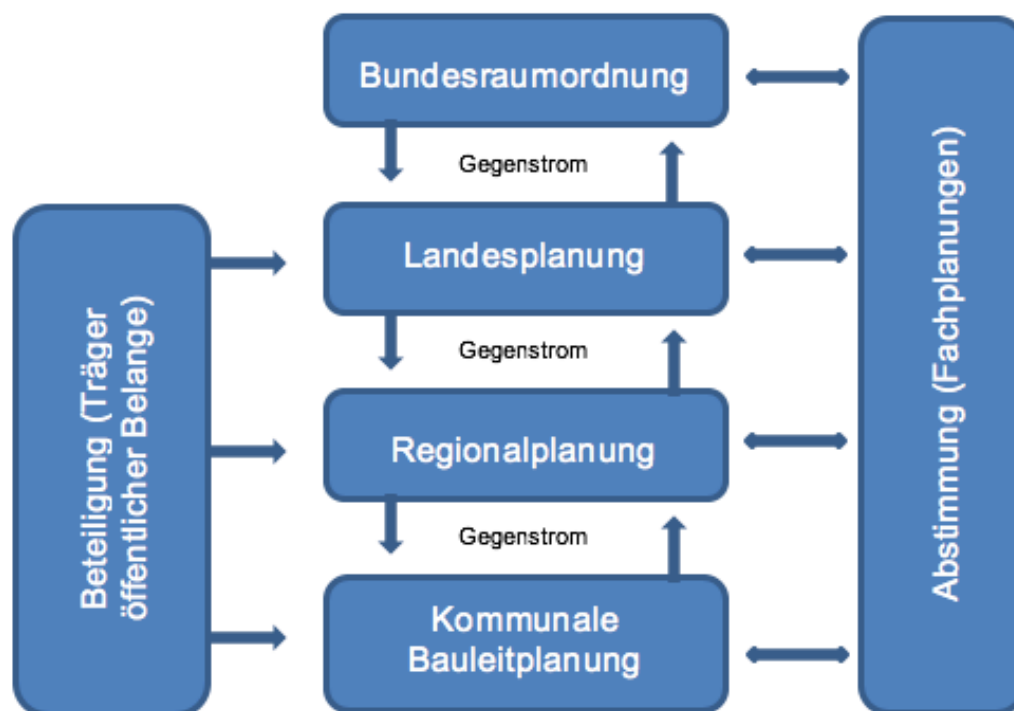 Bundesraumordnung
Gegenstrom
Landesplanung
Gegenstrom
Regionalplanung
Gegenstrom
Kommunale
Bauleitplanung
Beteiligung (Träger
öffentlicher Belange)
Abstimmung (Fachplanungen)